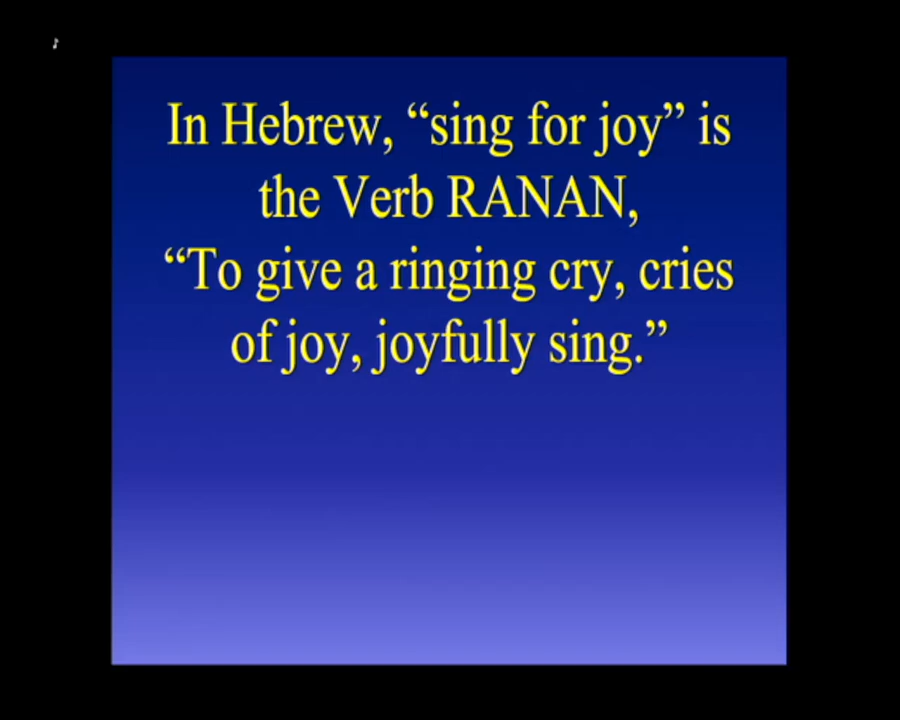 In Hebrew, “sing for joy” is
the Verb RANAN,
“To give a ringing cry, cries
of joy, joyfully sing.”